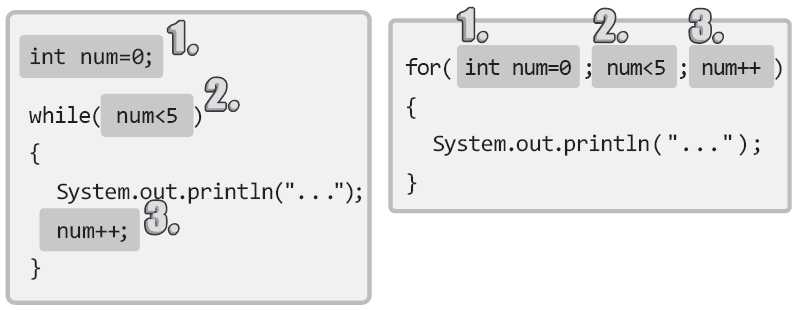 int num=0; 1.
while( num<5 ) 2.
{
System.out.println("...");
num++; 3.
}
1. 2. 3.
for( int num=0 ; num<5 ; num++ )
{
System.out.println("...");
}